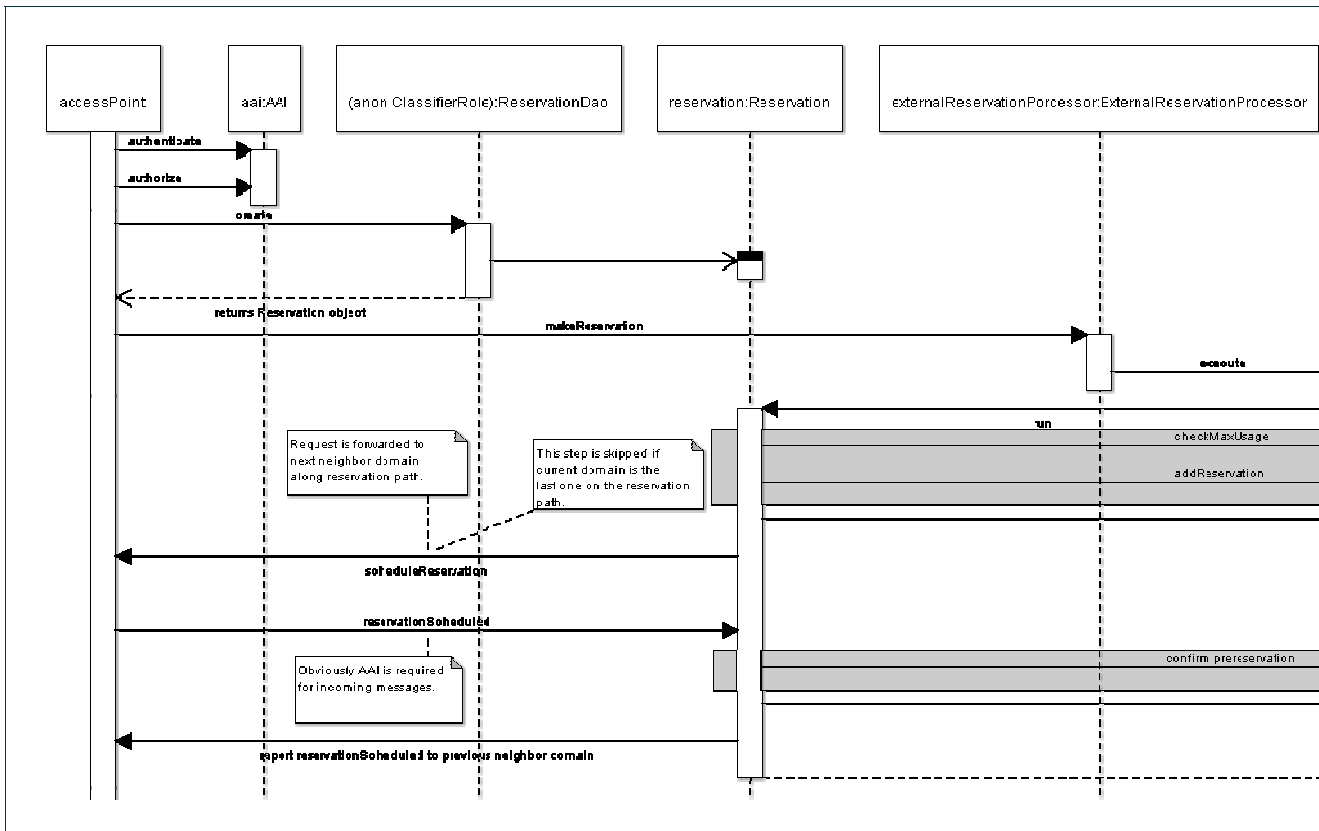 accessPoint
aai:AAI
(anon ClassifierRole):ReservationDao
reservation:Reservation
externalReservationPorcessor:ExternalReservationProcessor
authenticate
authorize
create
returns Reservation object
makeReservation
execute
run
checkMaxUsage
addReservation
Request is forwarded to
next neighbor domain
along reservation path.
This step is skipped if
current domain is the
last one on the reservation
path.
scheduleReservation
reservationScheduled
confirm prereservation
Obviously AAI is required
for incoming messages.
report reservationScheduled to previous neighbor domain